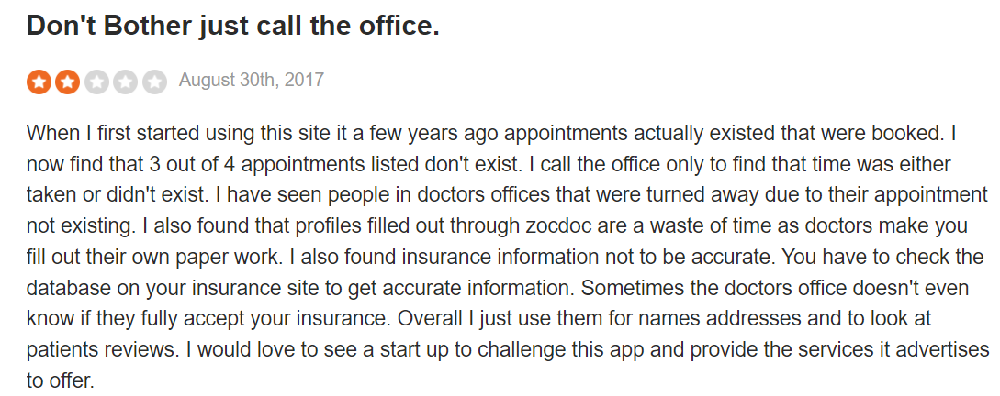 Don't Bother just call the office.
August 30th, 2017
When I first started using this site it a few years ago appointments actually existed that were booked. I
now find that 3 out of 4 appointments listed don't exist. I call the office only to find that time was either
taken or didn't exist. I have seen people in doctors offices that were turned away due to their appointment
not existing. I also found that profiles filled out through zocdoc are a waste of time as doctors make you
fill out their own paper work. I also found insurance information not to be accurate. You have to check the
database on your insurance site to get accurate information. Sometimes the doctors office doesn't even
know if they fully accept your insurance. Overall I just use them for names addresses and to look at
patients reviews. I would love to see a start up to challenge this app and provide the services it advertises
to offer.